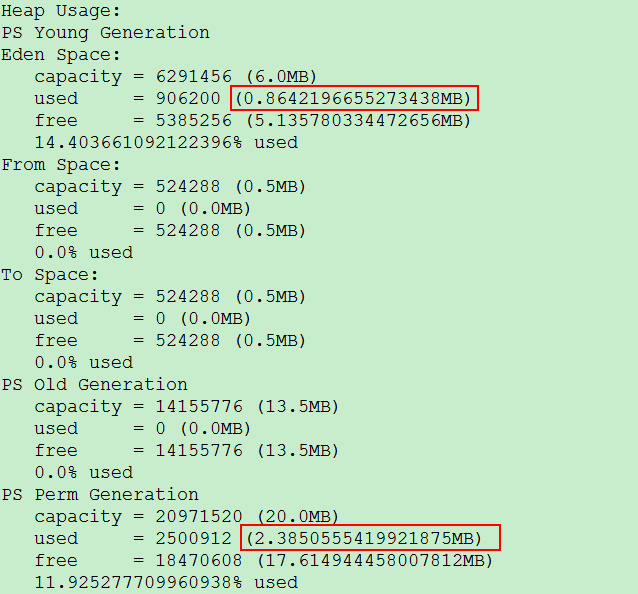 Heap Usage:
PS Young Generation
Eden Space:
   capacity = 6291456 (6.0MB)
   used     = 906200 (0.8642196655273438MB)
   free     = 5385256 (5.135780334472656MB)
   14.403661092122396% used
From Space:
   capacity = 524288 (0.5MB)
   used     = 0 (0.0MB)
   free     = 524288 (0.5MB)
   0.0% used
To Space:
   capacity = 524288 (0.5MB)
   used     = 0 (0.0MB)
   free     = 524288 (0.5MB)
   0.0% used
PS Old Generation
   capacity = 14155776 (13.5MB)
   used     = 0 (0.0MB)
   free     = 14155776 (13.5MB)
   0.0% used
PS Perm Generation
   capacity = 20971520 (20.0MB)
   used     = 2500912 (2.3850555419921875MB)
   free     = 18470608 (17.614944458007812MB)
   11.925277709960938% used